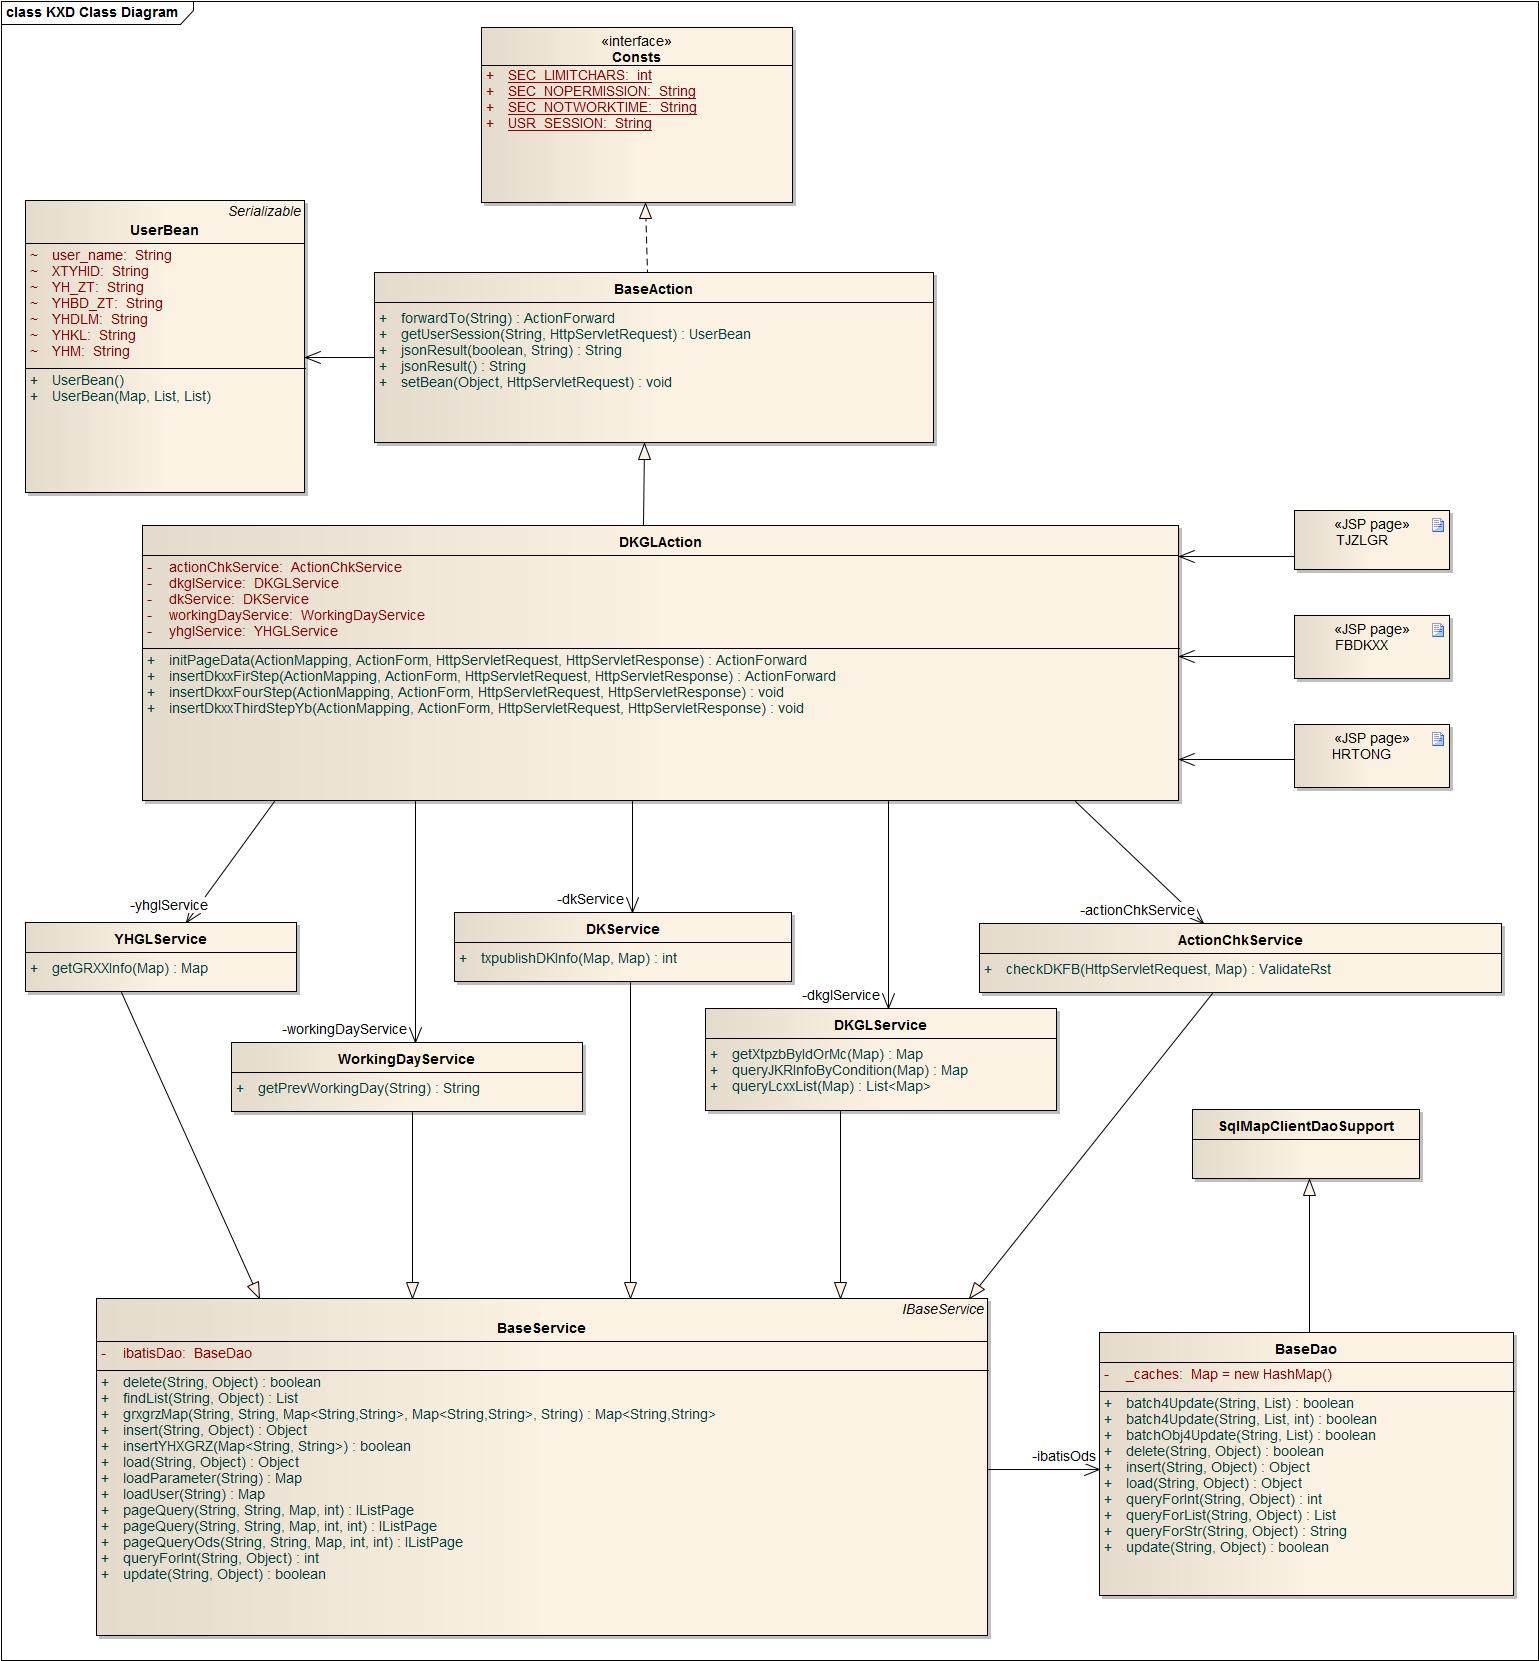 class KXD Class Diagram
«interface»
Consts
+ SEC_LIMITCHARS: int
+ SEC_NOPERMISSION: String
+ SEC_NOTWORKTIME: String
+ USR_SESSION: String
Serializable
UserBean
~ user_name: String
~ XTYHID: String
~ YH_ZT: String
~ YHBD_ZT: String
~ YHDLM: String
~ YHKL: String
~ YHM: String
+ UserBean()
+ UserBean(Map, List, List)
BaseAction
+ forwardTo(String) : ActionForward
+ getUserSession(String, HttpServletRequest) : UserBean
+ jsonResult(boolean, String) : String
+ jsonResult() : String
+ setBean(Object, HttpServletRequest) : void
DKGLAction
- actionChkService: ActionChkService
- dkglService: DKGLService
- dkService: DKService
- workingDayService: WorkingDayService
- yhglService: YHGLService
+ initPageData(ActionMapping, ActionForm, HttpServletRequest, HttpServletResponse) : ActionForward
+ insertDkxxFirStep(ActionMapping, ActionForm, HttpServletRequest, HttpServletResponse) : ActionForward
+ insertDkxxFourStep(ActionMapping, ActionForm, HttpServletRequest, HttpServletResponse) : void
+ insertDkxxThirdStepYb(ActionMapping, ActionForm, HttpServletRequest, HttpServletResponse) : void
«JSP page»
TJZLGR
«JSP page»
FBDKXX
«JSP page»
HRTONG
-yhglService
-dkService
-actionChkService
YHGLService
+ getGRXXInfo(Map) : Map
DKService
+ txpublishDKInfo(Map, Map) : int
ActionChkService
+ checkDKFB(HttpServletRequest, Map) : ValidateRst
-workingDayService
WorkingDayService
+ getPrevWorkingDay(String) : String
-dkglService
DKGLService
+ getXtpzbByIdOrMc(Map) : Map
+ queryJKRInfoByCondition(Map) : Map
+ queryLcxxList(Map) : List<Map>
SqlMapClientDaoSupport
IBaseService
BaseService
- ibatisDao: BaseDao
+ delete(String, Object) : boolean
+ findList(String, Object) : List
+ grxgrzMap(String, String, Map<String,String>, Map<String,String>, String) : Map<String,String>
+ insert(String, Object) : Object
+ insertYHXGRZ(Map<String, String>) : boolean
+ load(String, Object) : Object
+ loadParameter(String) : Map
+ loadUser(String) : Map
+ pageQuery(String, String, Map, int) : IListPage
+ pageQuery(String, String, Map, int, int) : IListPage
+ pageQueryOds(String, String, Map, int, int) : IListPage
+ queryForInt(String, Object) : int
+ update(String, Object) : boolean
-ibatisOds
BaseDao
- _caches: Map = new HashMap()
+ batch4Update(String, List) : boolean
+ batch4Update(String, List, int) : boolean
+ batchObj4Update(String, List) : boolean
+ delete(String, Object) : boolean
+ insert(String, Object) : Object
+ load(String, Object) : Object
+ queryForInt(String, Object) : int
+ queryForList(String, Object) : List
+ queryForStr(String, Object) : String
+ update(String, Object) : boolean